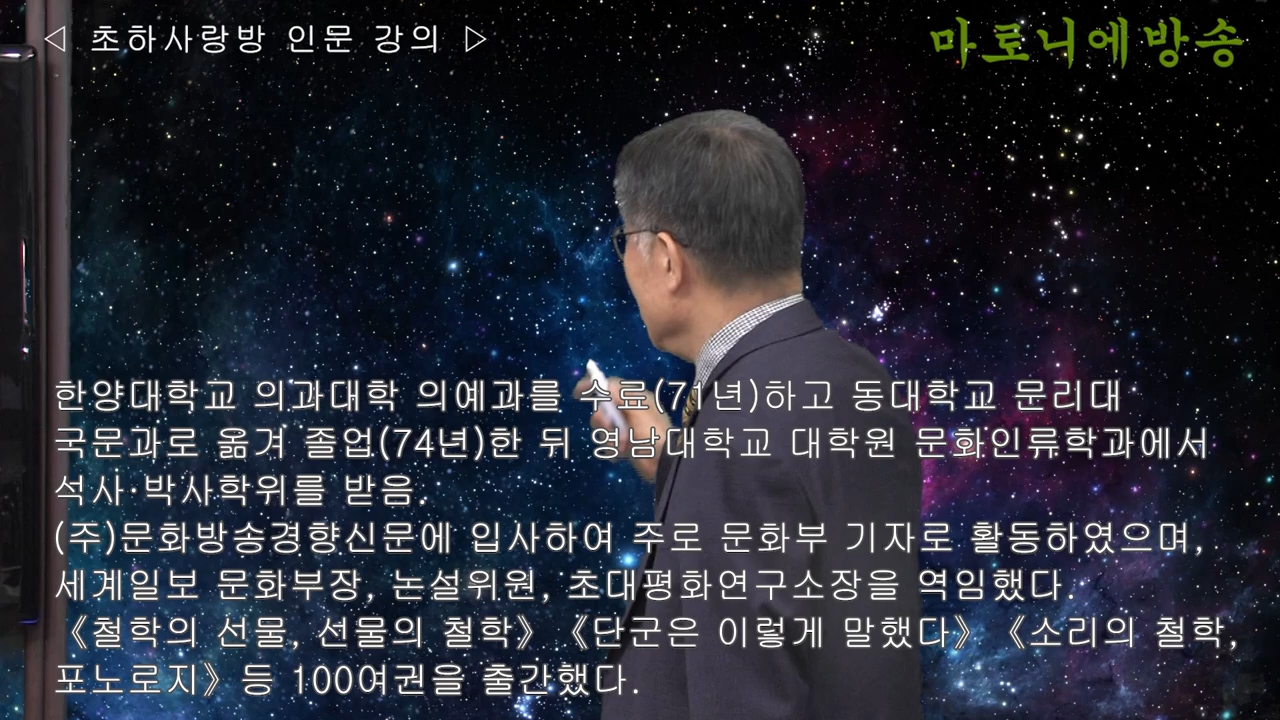 ◁ 초하사랑방 인문 강의 ▷
마로니에방송
한양대학교 의과대학 의예과를 수료(71년)하고 동대학교 문리대
국문과로 옮겨 졸업(74년)한 뒤 영남대학교 대학원 문화인류학과에서
석사·박사학위를 받음.
(주)문화방송경향신문에 입사하여 주로 문화부 기자로 활동하였으며,
세계일보 문화부장, 논설위원, 초대평화연구소장을 역임했다.
《철학의 선물, 선물의 철학》 《단군은 이렇게 말했다》 《소리의 철학,
포노로지》 등 100여권을 출간했다.